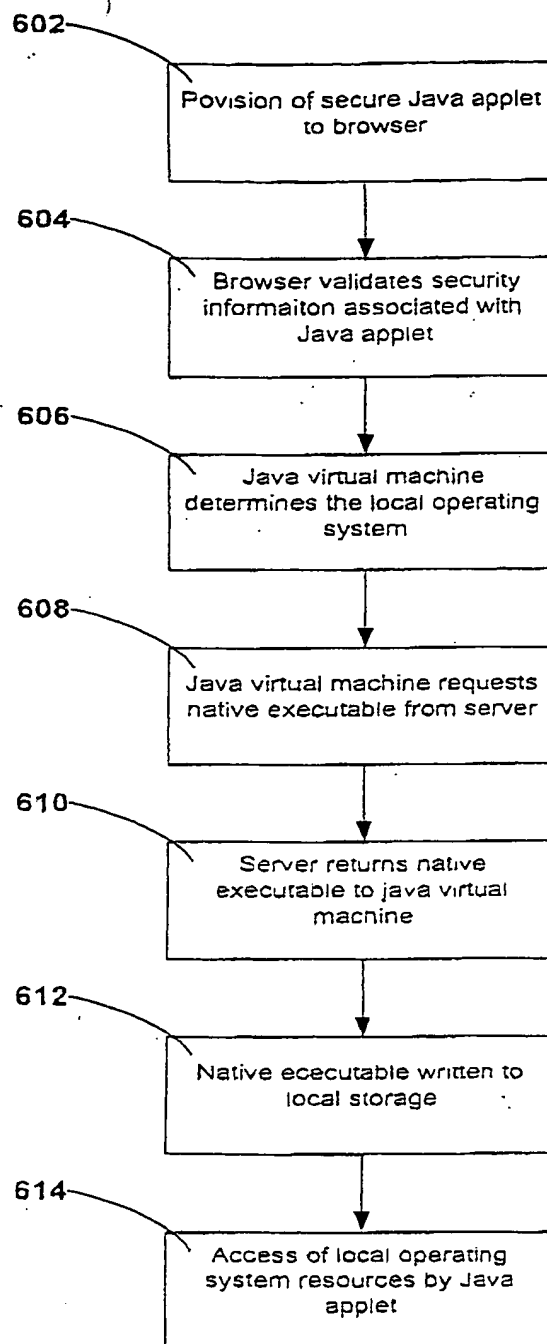 602
Povision of secure Java applet
to browser
604
Browser validates security
informaiton associated with
Java applet
606
Java virtual machine
determines the local operating
system
608
Java virtual machine requests
native executable from server
610
Server returns native
executable to java virtual
machine
612
Native ececutable written to
local storage
614
Access of local operating
system resources by Java
applet